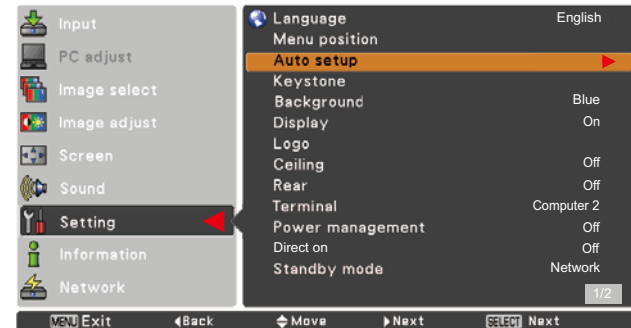 Input
PC adjust
Image select
Image adjust
Screen
Sound
Setting
Information
Network
Language English
Menu position
Auto setup
Keystone
Background Blue
Display On
Logo
Ceiling Off
Rear Off
Terminal Computer 2
Power management Off
Direct on Off
Standby mode Network
1/2
MENU Exit Back Move Next SELECT Next